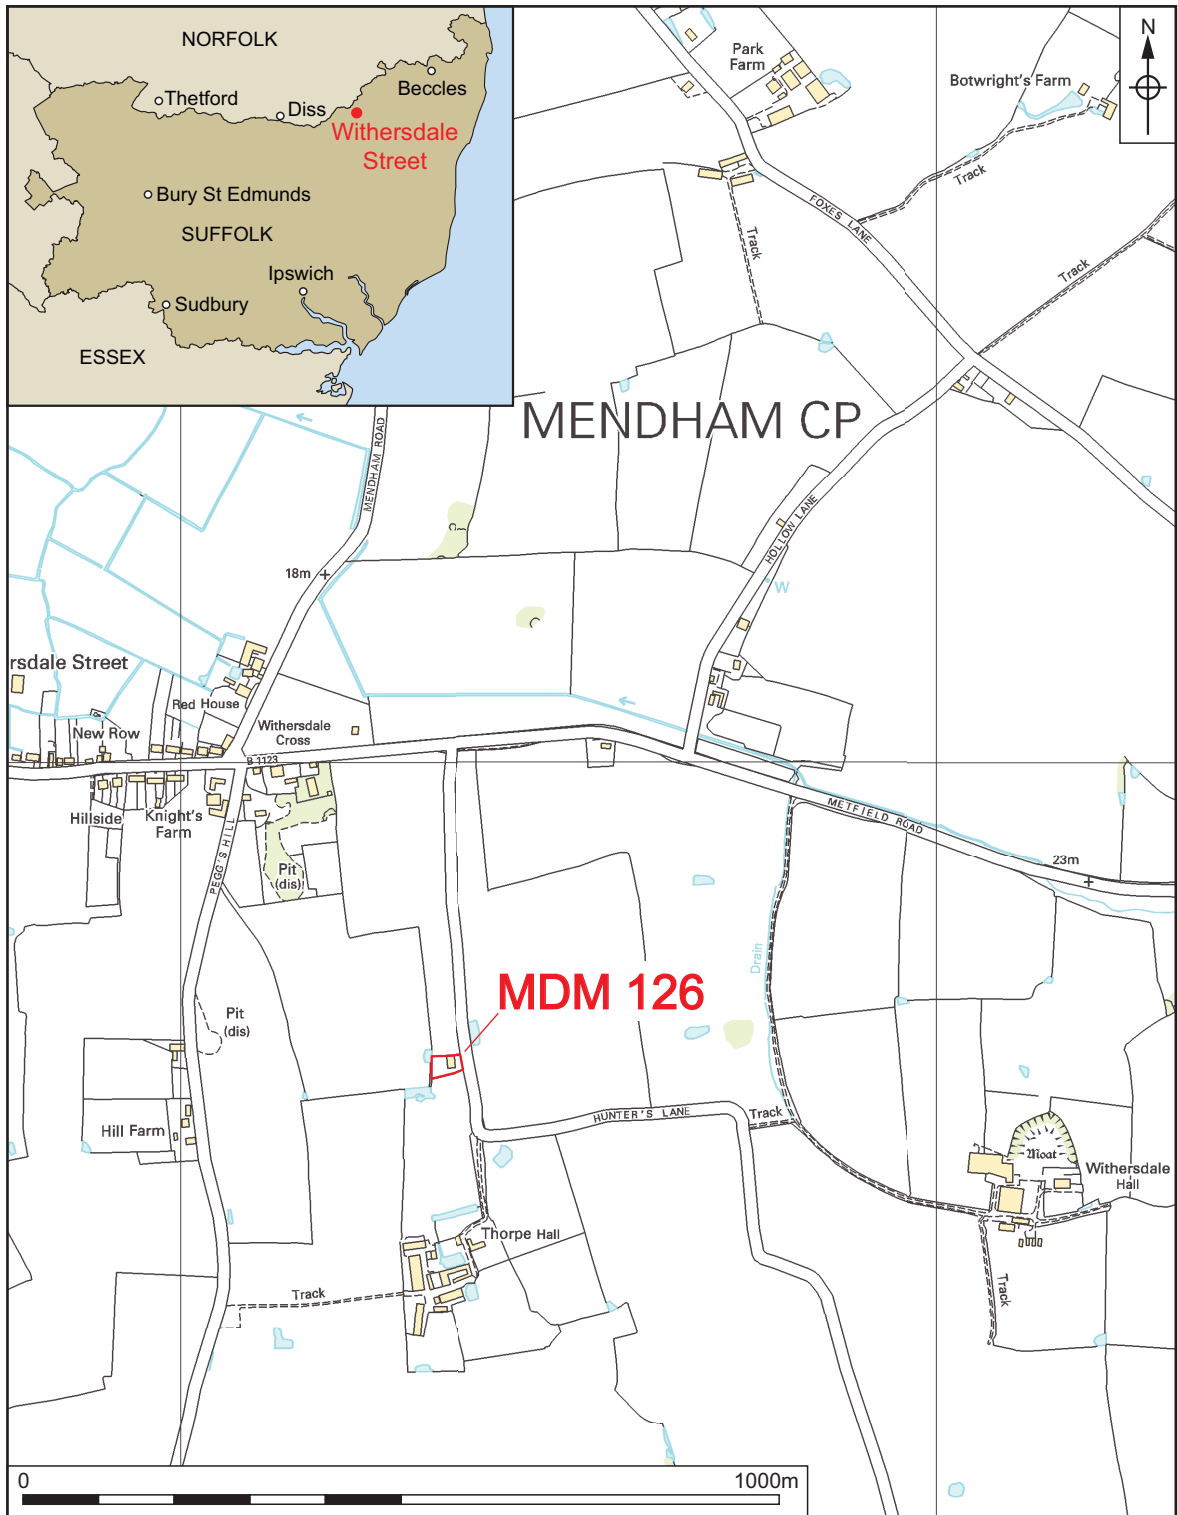 NORFOLK
Beccles
Thetford
Diss
Withersdale
Street
Bury St Edmunds
SUFFOLK
Ipswich
Sudbury
ESSEX
N
Park
Farm
Botwright's Farm
Track
FOXES LANE
Track
Track
MENDHAM CP
MENDHAM ROAD
HOLLOW LANE
18m
W
rsdale Street
Red House
New Row
Withersdale
Cross
B 1123
Hillside
Knight's
Farm
PEGG'S HILL
Pit
(dis)
METFIELD ROAD
23m
Drain
MDM 126
Pit
(dis)
Hill Farm
HUNTER'S LANE
Track
Moat
Withersdale
Hall
Thorpe Hall
Track
Track
0
1000m